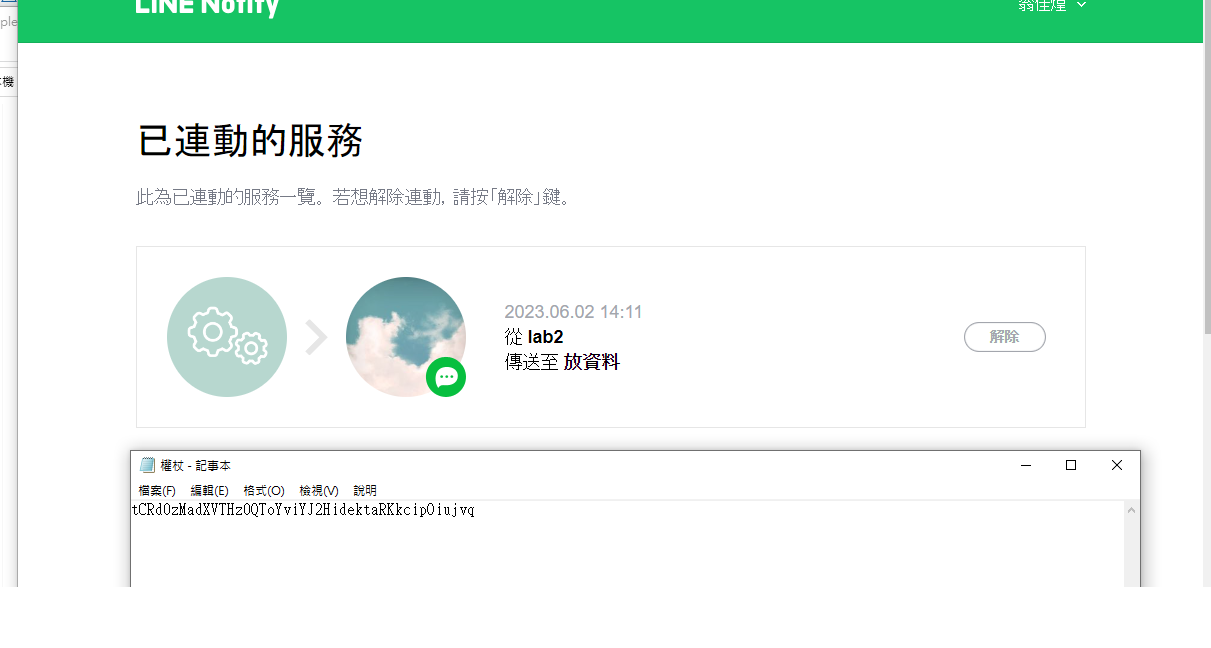 LINE Notify
翁佳煌
ple
機
已連動的服務
此為已連動的服務一覽。若想解除連動, 請按「解除」鍵。
2023.06.02 14:11
從 lab2
傳送至 放資料
解除
權杖 - 記事本
檔案(F) 編輯(E) 格式(O) 檢視(V) 說明